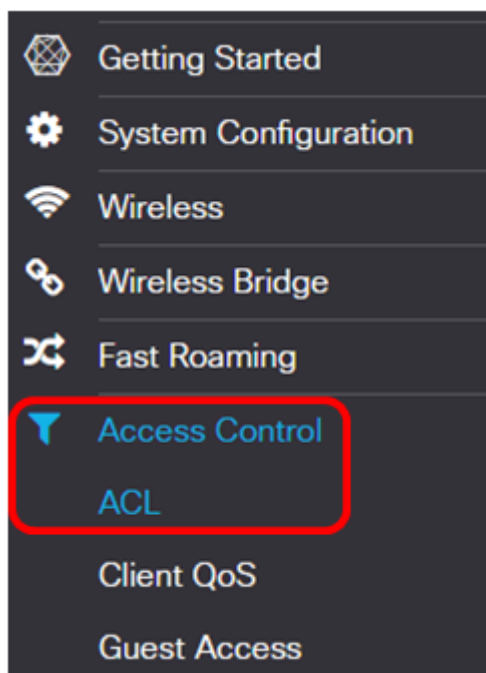 Getting Started
System Configuration
Wireless
Wireless Bridge
Fast Roaming
Access Control
ACL
Client QoS
Guest Access